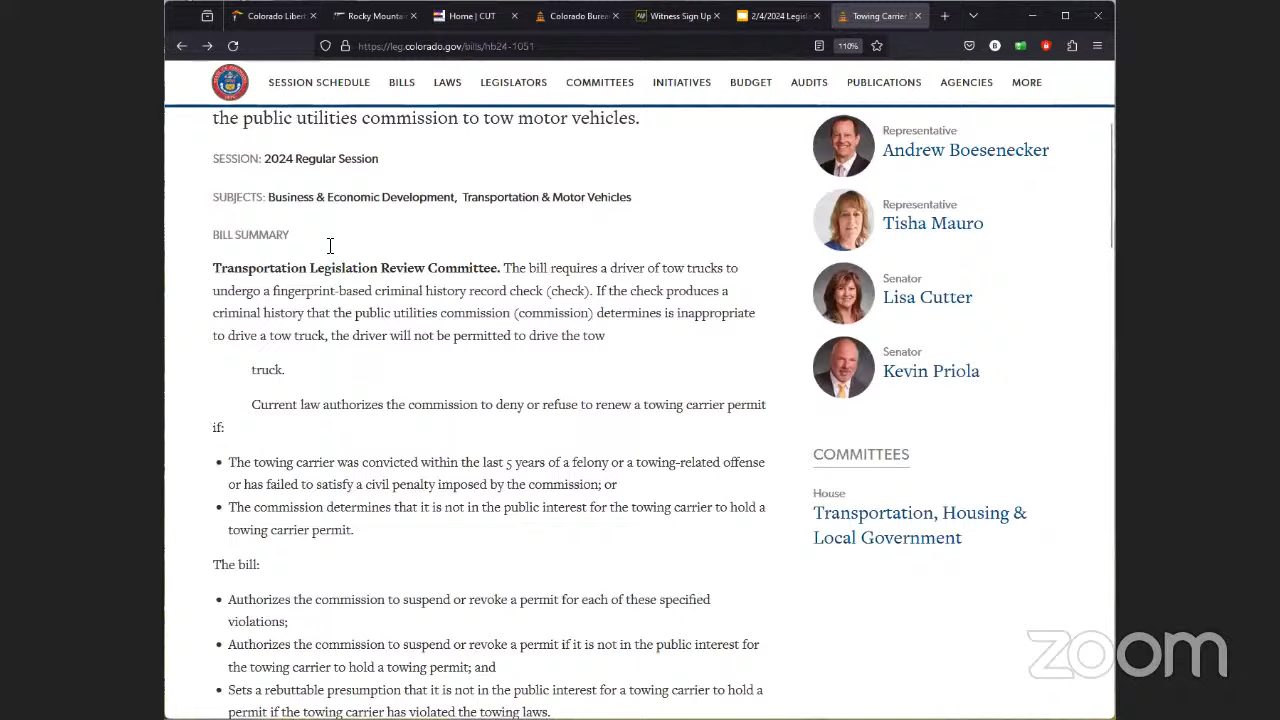 Colorado Libert
Rocky Mountai
Home | CUT
Colorado Burea
Witness Sign Up
2/4/2024 Legisl
Towing Carrier
https://leg.colorado.gov/bills/hb24-1051
110%
SESSION SCHEDULE BILLS LAWS LEGISLATORS COMMITTEES INITIATIVES BUDGET AUDITS PUBLICATIONS AGENCIES MORE
the public utilities commission to tow motor vehicles.
SESSION: 2024 Regular Session
SUBJECTS: Business & Economic Development, Transportation & Motor Vehicles
BILL SUMMARY
Transportation Legislation Review Committee. The bill requires a driver of tow trucks to
undergo a fingerprint-based criminal history record check (check). If the check produces a
criminal history that the public utilities commission (commission) determines is inappropriate
to drive a tow truck, the driver will not be permitted to drive the tow
truck.
Current law authorizes the commission to deny or refuse to renew a towing carrier permit
if:
• The towing carrier was convicted within the last 5 years of a felony or a towing-related offense
or has failed to satisfy a civil penalty imposed by the commission; or
• The commission determines that it is not in the public interest for the towing carrier to hold a
towing carrier permit.
The bill:
• Authorizes the commission to suspend or revoke a permit for each of these specified
violations;
• Authorizes the commission to suspend or revoke a permit if it is not in the public interest for
the towing carrier to hold a towing permit; and
• Sets a rebuttable presumption that it is not in the public interest for a towing carrier to hold a
permit if the towing carrier has violated the towing laws.
Representative
Andrew Boesenecker
Representative
Tisha Mauro
Senator
Lisa Cutter
Senator
Kevin Priola
COMMITTEES
House
Transportation, Housing &
Local Government
zoom